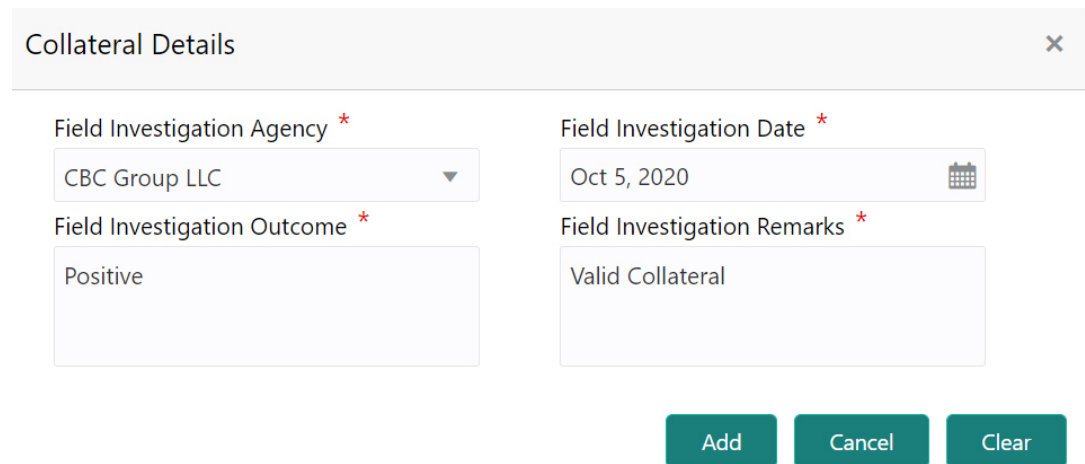 Collateral Details
Field Investigation Agency *
Field Investigation Date *
CBC Group LLC
Oct 5, 2020
Field Investigation Outcome *
Field Investigation Remarks *
Positive
Valid Collateral
Add
Cancel
Clear